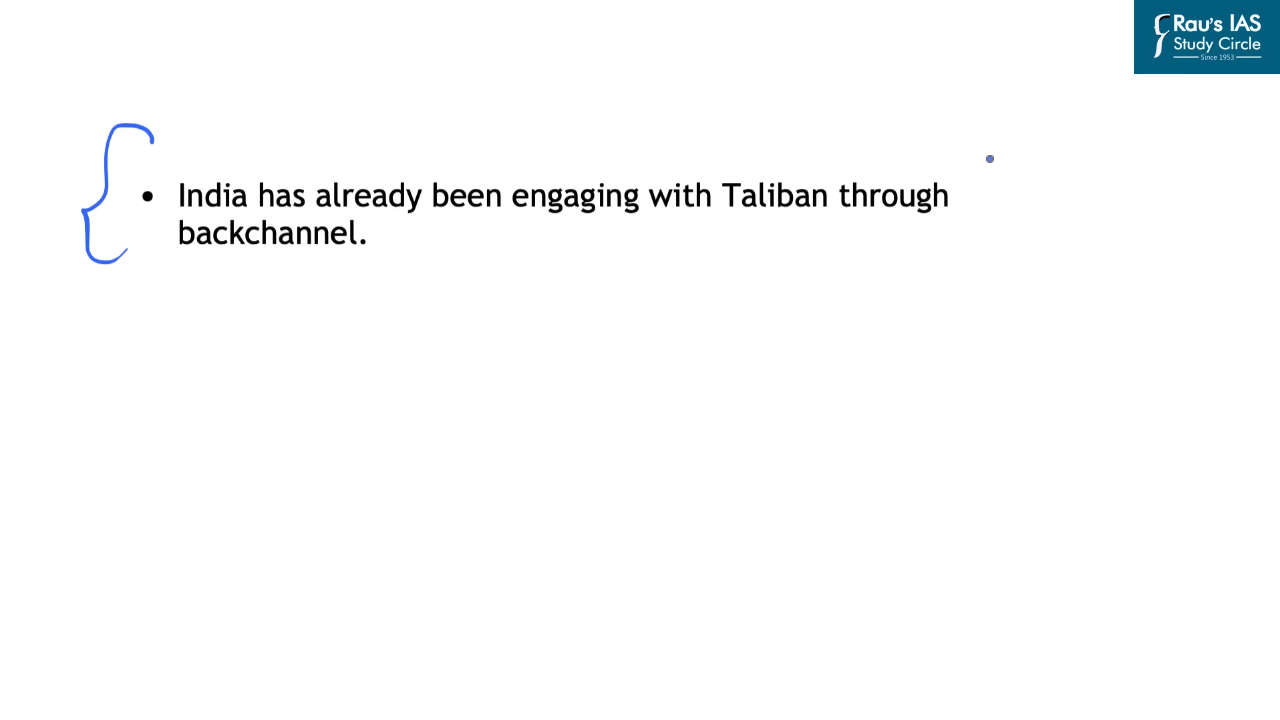 Rau's IAS
Study Circle
Since 1953
• India has already been engaging with Taliban through
backchannel.